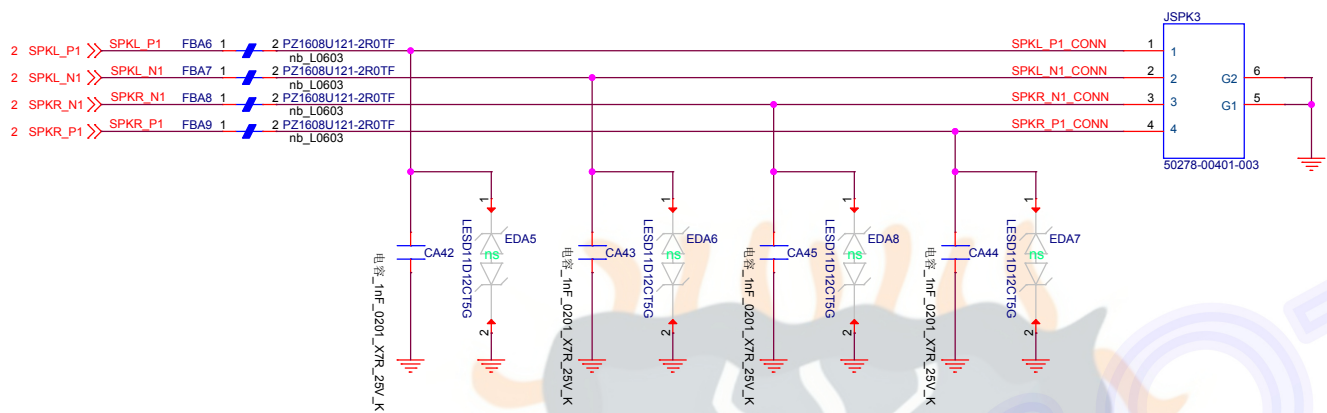 JSPK3
2 SPKL_P1 SPKL_P1 FBA6 1 2 PZ1608U121-2R0TF SPKL_P1_CONN 1 1
nb_L0603
2 SPKL_N1 SPKL_N1 FBA7 1 2 PZ1608U121-2R0TF SPKL_N1_CONN 2 2 G2 6
nb_L0603
2 SPKR_N1 SPKR_N1 FBA8 1 2 PZ1608U121-2R0TF SPKR_N1_CONN 3 3 G1 5
nb_L0603
2 SPKR_P1 SPKR_P1 FBA9 1 2 PZ1608U121-2R0TF SPKR_P1_CONN 4 4
nb_L0603
50278-00401-003
CA42
电容_1nF_0201_X7R_25V_K
1
EDA5
LESD11D12CT5G
ns
2
CA43
电容_1nF_0201_X7R_25V_K
1
EDA6
LESD11D12CT5G
ns
2
CA45
电容_1nF_0201_X7R_25V_K
1
EDA8
LESD11D12CT5G
ns
2
CA44
电容_1nF_0201_X7R_25V_K
1
EDA7
LESD11D12CT5G
ns
2